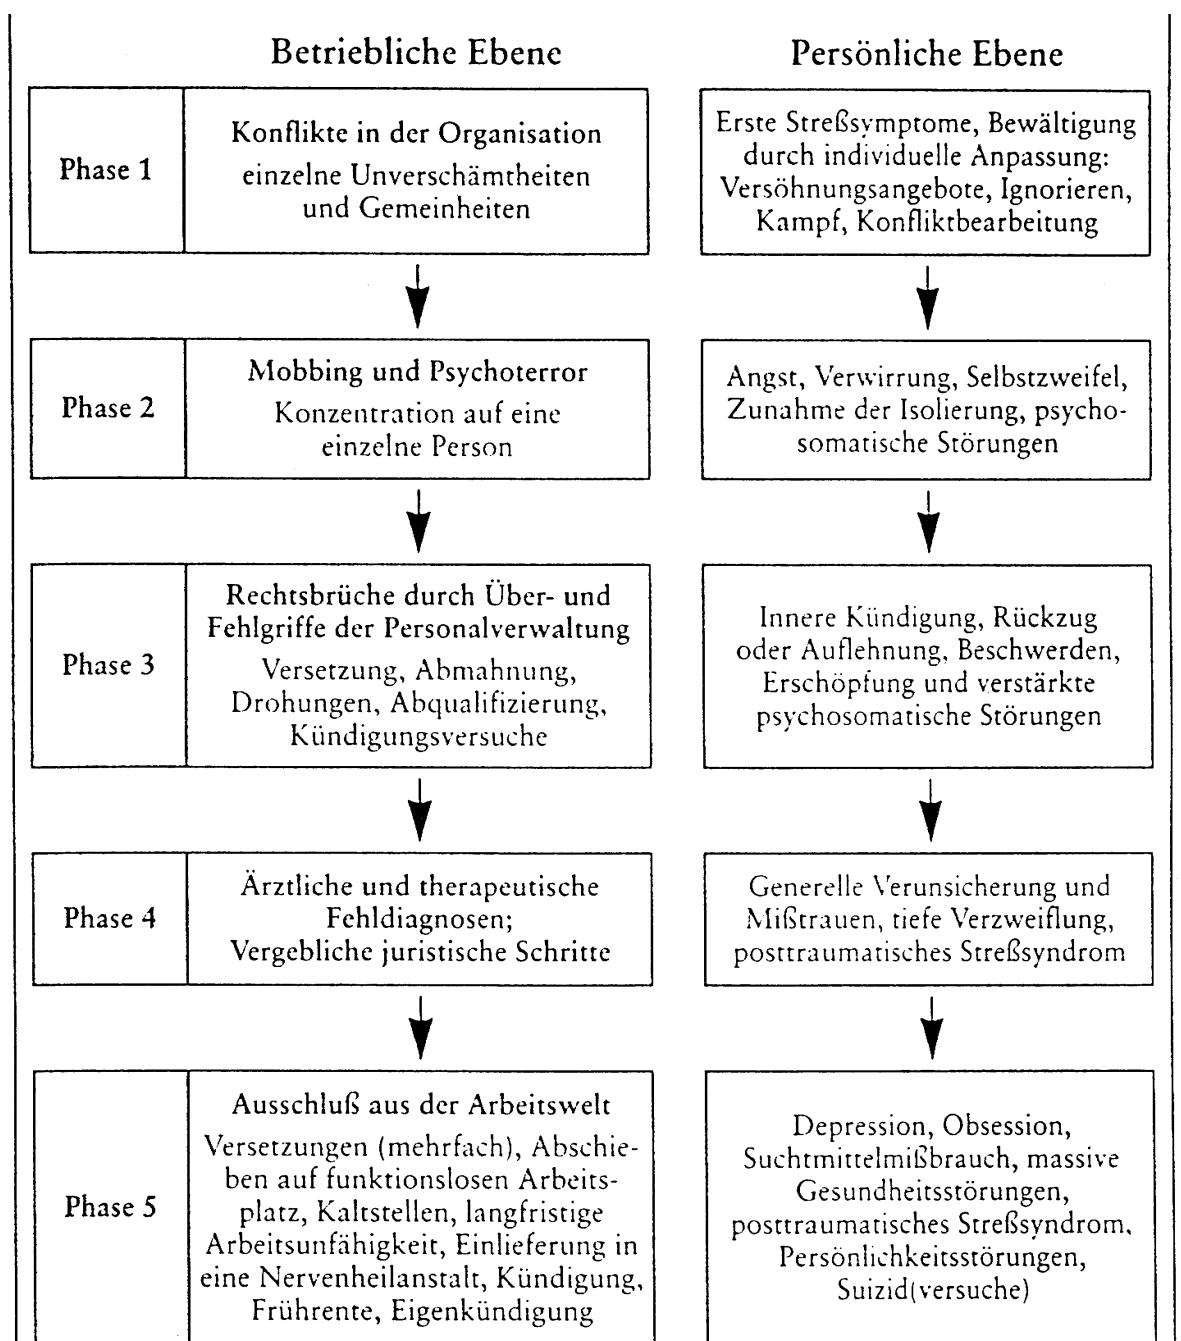 Betriebliche Ebene
Persönliche Ebene
Phase 1
Konflikte in der Organisation
einzelne Unverschämtheiten
und Gemeinheiten
Erste Streßsymptome, Bewältigung
durch individuelle Anpassung:
Versöhnungsangebote, Ignorieren,
Kampf, Konfliktbearbeitung
Phase 2
Mobbing und Psychoterror
Konzentration auf eine
einzelne Person
Angst, Verwirrung, Selbstzweifel,
Zunahme der Isolierung, psycho-
somatische Störungen
Phase 3
Rechtsbrüche durch Über- und
Fehlgriffe der Personalverwaltung
Versetzung, Abmahnung,
Drohungen, Abqualifizierung,
Kündigungsversuche
Innere Kündigung, Rückzug
oder Auflehnung, Beschwerden,
Erschöpfung und verstärkte
psychosomatische Störungen
Phase 4
Ärztliche und therapeutische
Fehldiagnosen;
Vergebliche juristische Schritte
Generelle Verunsicherung und
Mißtrauen, tiefe Verzweiflung,
posttraumatisches Streßsyndrom
Phase 5
Ausschluß aus der Arbeitswelt
Versetzungen (mehrfach), Abschie-
ben auf funktionslosen Arbeits-
platz, Kaltstellen, langfristige
Arbeitsunfähigkeit, Einlieferung in
eine Nervenheilanstalt, Kündigung,
Frührente, Eigenkündigung
Depression, Obsession,
Suchtmittelmißbrauch, massive
Gesundheitsstörungen,
posttraumatisches Streßsyndrom,
Persönlichkeitsstörungen,
Suizid(versuche)